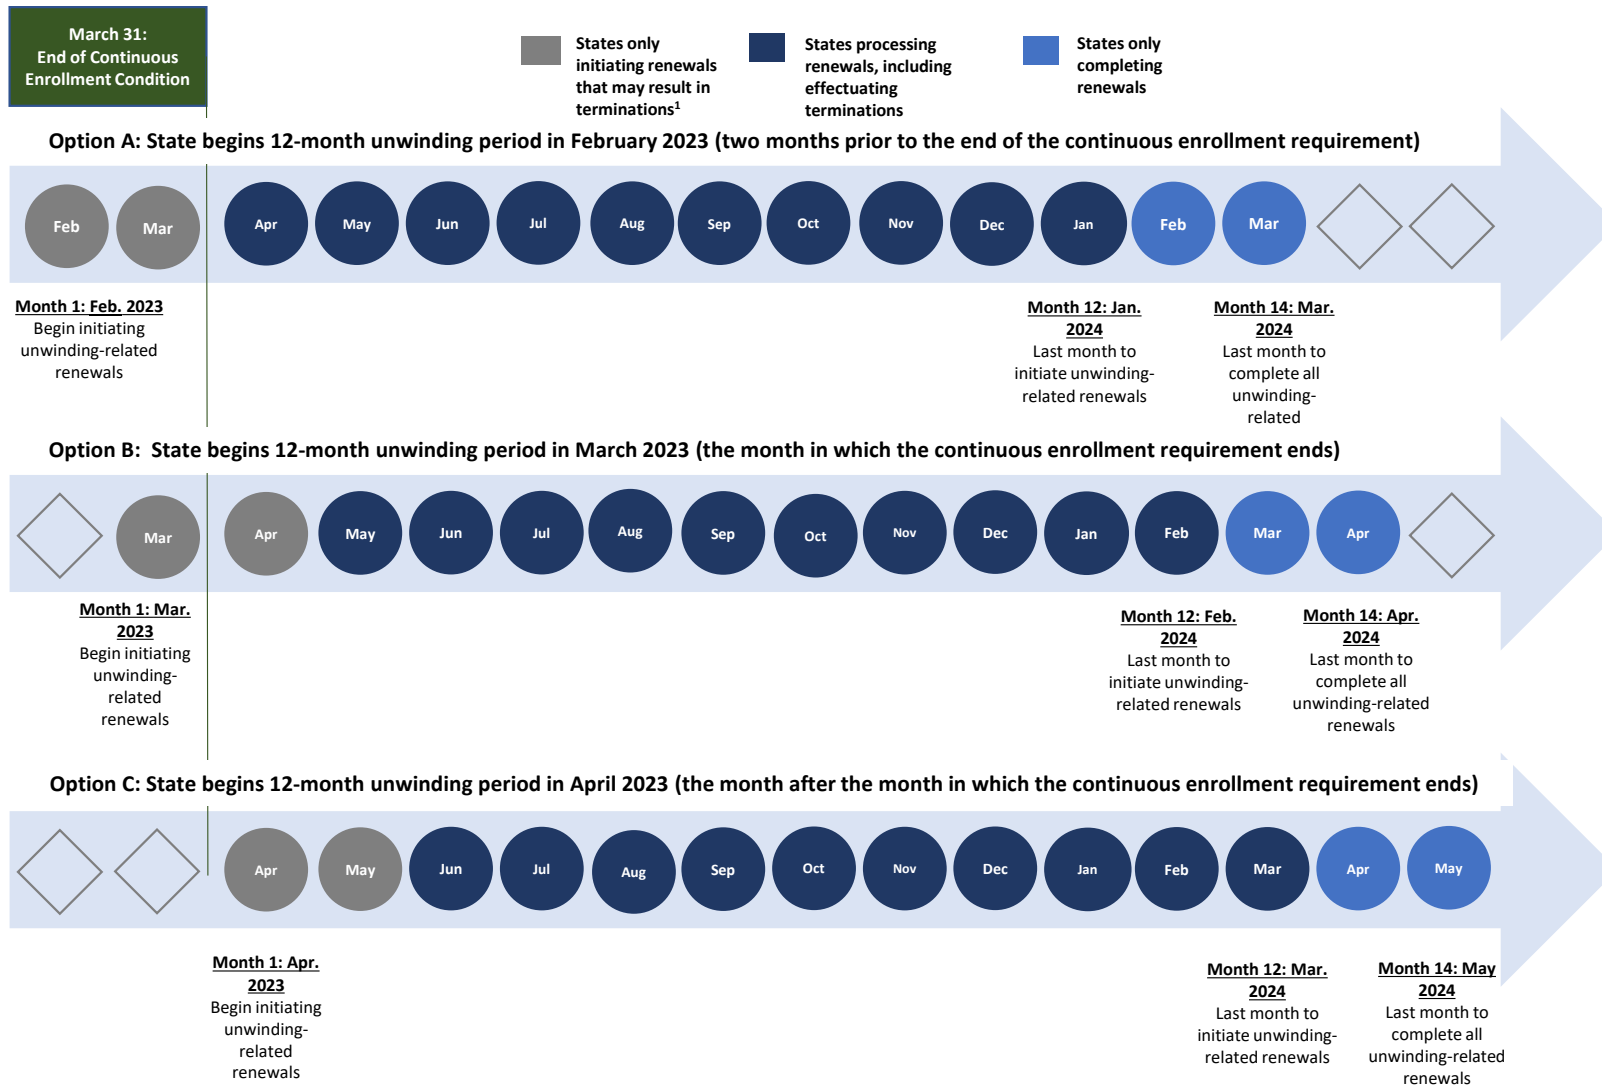 March 31:
End of Continuous
Enrollment Condition
States only
initiating renewals
that may result in
terminations¹
States processing
renewals, including
effectuating
terminations
States only
completing
renewals
Option A: State begins 12-month unwinding period in February 2023 (two months prior to the end of the continuous enrollment requirement)
Feb Mar Apr May Jun Jul Aug Sep Oct Nov Dec Jan Feb Mar
Month 1: Feb. 2023
Begin initiating
unwinding-related
renewals
Month 12: Jan.
2024
Last month to
initiate unwinding-
related renewals
Month 14: Mar.
2024
Last month to
complete all
unwinding-
related
Option B:  State begins 12-month unwinding period in March 2023 (the month in which the continuous enrollment requirement ends)
Mar Apr May Jun Jul Aug Sep Oct Nov Dec Jan Feb Mar Apr
Month 1: Mar.
2023
Begin initiating
unwinding-
related
renewals
Month 12: Feb.
2024
Last month to
initiate unwinding-
related renewals
Month 14: Apr.
2024
Last month to
complete all
unwinding-related
renewals
Option C: State begins 12-month unwinding period in April 2023 (the month after the month in which the continuous enrollment requirement ends)
Apr May Jun Jul Aug Sep Oct Nov Dec Jan Feb Mar Apr May
Month 1: Apr.
2023
Begin initiating
unwinding-
related
renewals
Month 12: Mar.
2024
Last month to
initiate unwinding-
related renewals
Month 14: May
2024
Last month to
complete all
unwinding-related
renewals